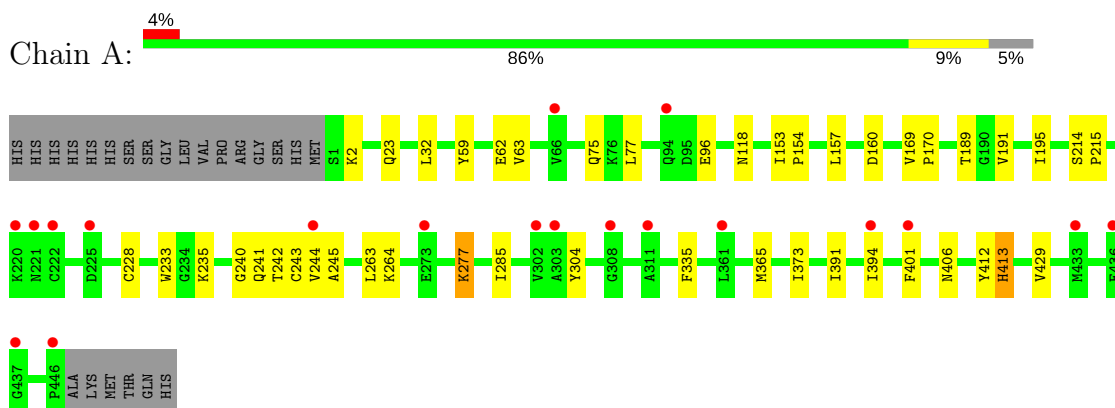 4%
Chain A:
86% 9% 5%
HIS HIS HIS HIS HIS HIS SER SER GLY LEU VAL PRO ARG GLY SER HIS MET S1 K2 Q23 L32 Y59 E62 V63 V66 Q75 K76 L77 Q94 D95 E96 N118 I153 P154 L157 D160 V169 P170 T189 G190 V191 I195 S214 P215
K220 N221 C222 D225 C228 W233 G234 K235 G240 Q241 T242 C243 V244 A245 L263 K264 E273 K277 I285 V302 A303 Y304 G308 A311 F335 L361 M365 I373 I391 I394 F401 N406 Y412 H413 V429 M433
G437 P446 ALA LYS MET THR GLN HIS